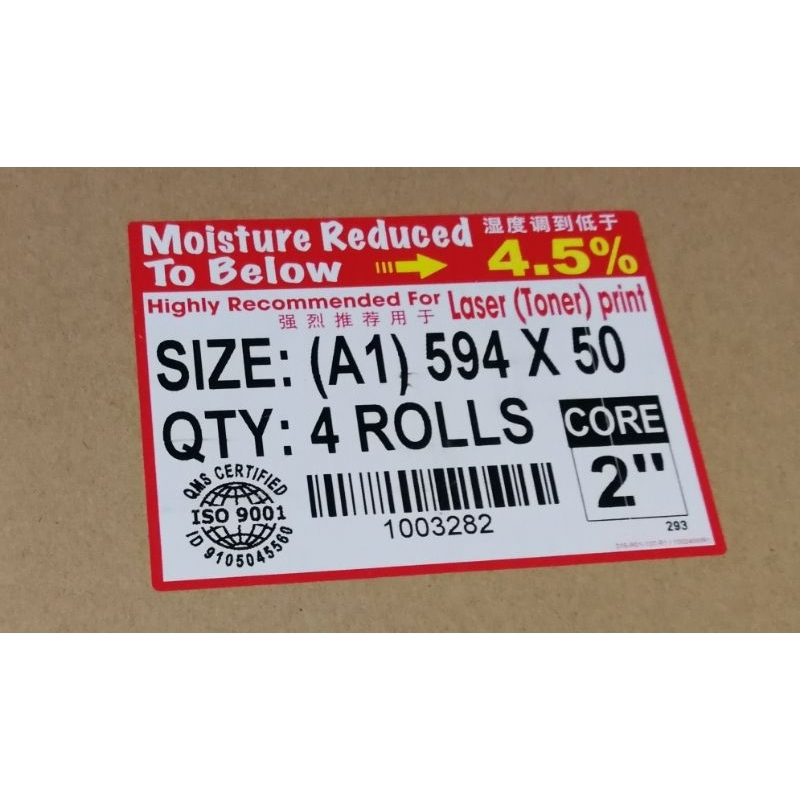 Moisture Reduced
To Below
湿度调到低于
4.5%
Highly Recommended For Laser (Toner) print
强烈推荐用于
SIZE: (A1) 594 X 50
QTY: 4 ROLLS
CORE
2"
QMS CERTIFIED
ISO 9001
ID 9105045560
1003282
293